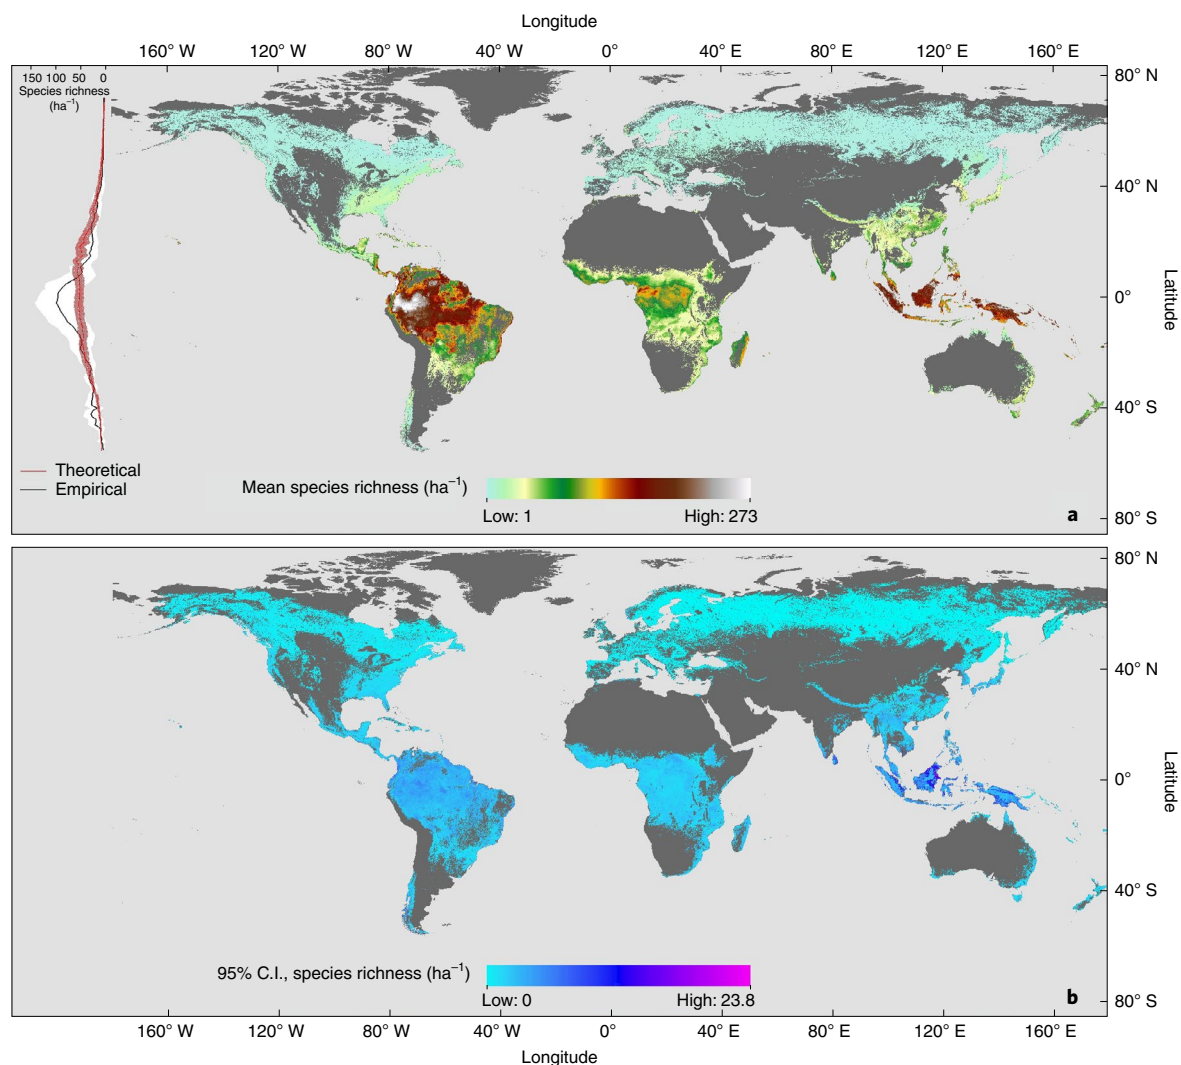 Longitude
160° W 120° W 80° W 40° W 0° 40° E 80° E 120° E 160° E
150 100 50 0
Species richness
(ha⁻¹)
80° N
40° N
0°
40° S
80° S
Latitude
Theoretical
Empirical
Mean species richness (ha⁻¹)
Low: 1 High: 273
a
80° N
40° N
0°
40° S
80° S
Latitude
95% C.I., species richness (ha⁻¹)
Low: 0 High: 23.8
b
160° W 120° W 80° W 40° W 0° 40° E 80° E 120° E 160° E
Longitude